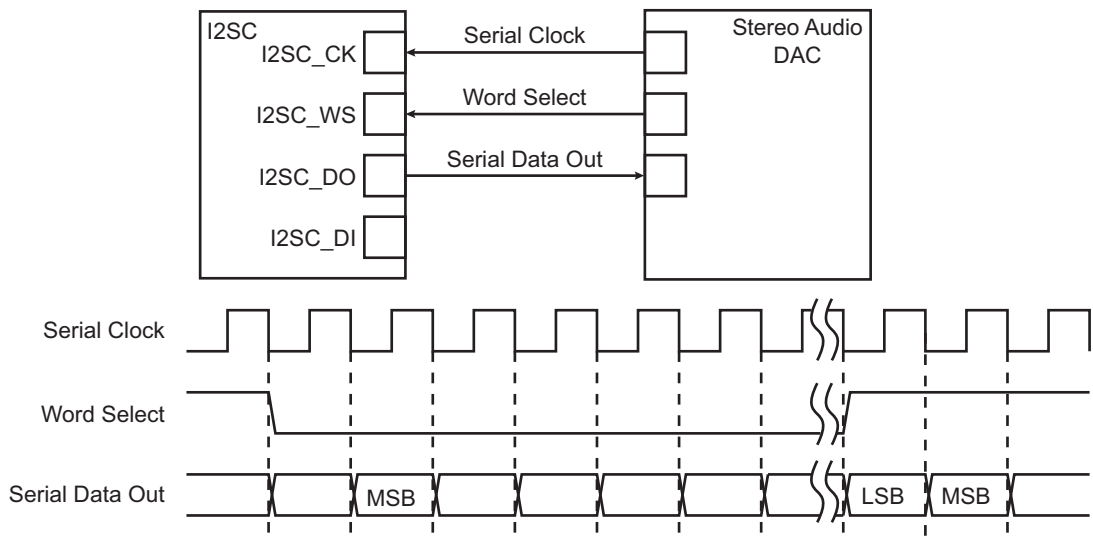 I2SC
I2SC_CK
I2SC_WS
I2SC_DO
I2SC_DI
Serial Clock
Word Select
Serial Data Out
Stereo Audio
DAC
Serial Clock
Word Select
Serial Data Out
MSB
LSB
MSB